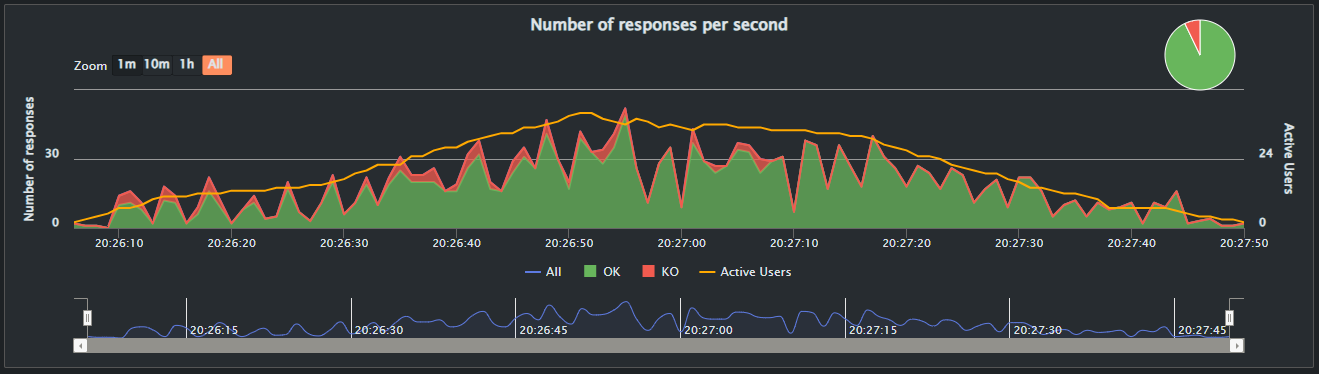 Number of responses per second
Zoom 1m 10m 1h All
Number of responses
30
0
Active Users
24
0
20:26:10 20:26:20 20:26:30 20:26:40 20:26:50 20:27:00 20:27:10 20:27:20 20:27:30 20:27:40 20:27:50
All OK KO Active Users
20:26:15 20:26:30 20:26:45 20:27:00 20:27:15 20:27:30 20:27:45